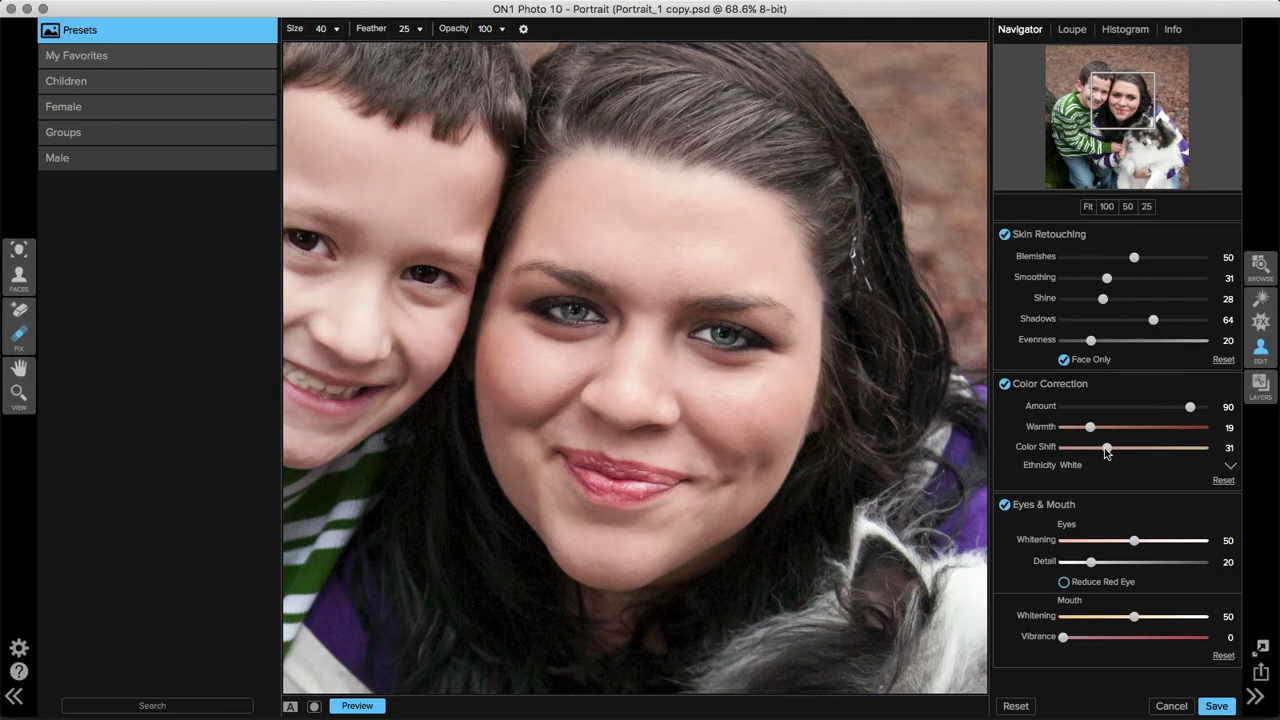 ON1 Photo 10 - Portrait (Portrait_1 copy.psd @ 68.6% 8-bit)
Presets
My Favorites
Children
Female
Groups
Male
Search
Size 40 Feather 25 Opacity 100
FACES
FIX
VIEW
A
Preview
Navigator Loupe Histogram Info
Fit 100 50 25
Skin Retouching
Blemishes 50
Smoothing 31
Shine 28
Shadows 64
Evenness 20
Face Only Reset
Color Correction
Amount 90
Warmth 19
Color Shift 31
Ethnicity White
Reset
Eyes & Mouth
Eyes
Whitening 50
Detail 20
Reduce Red Eye
Mouth
Whitening 50
Vibrance 0
Reset
Reset Cancel Save
BROWSE
FX
EDIT
LAYERS